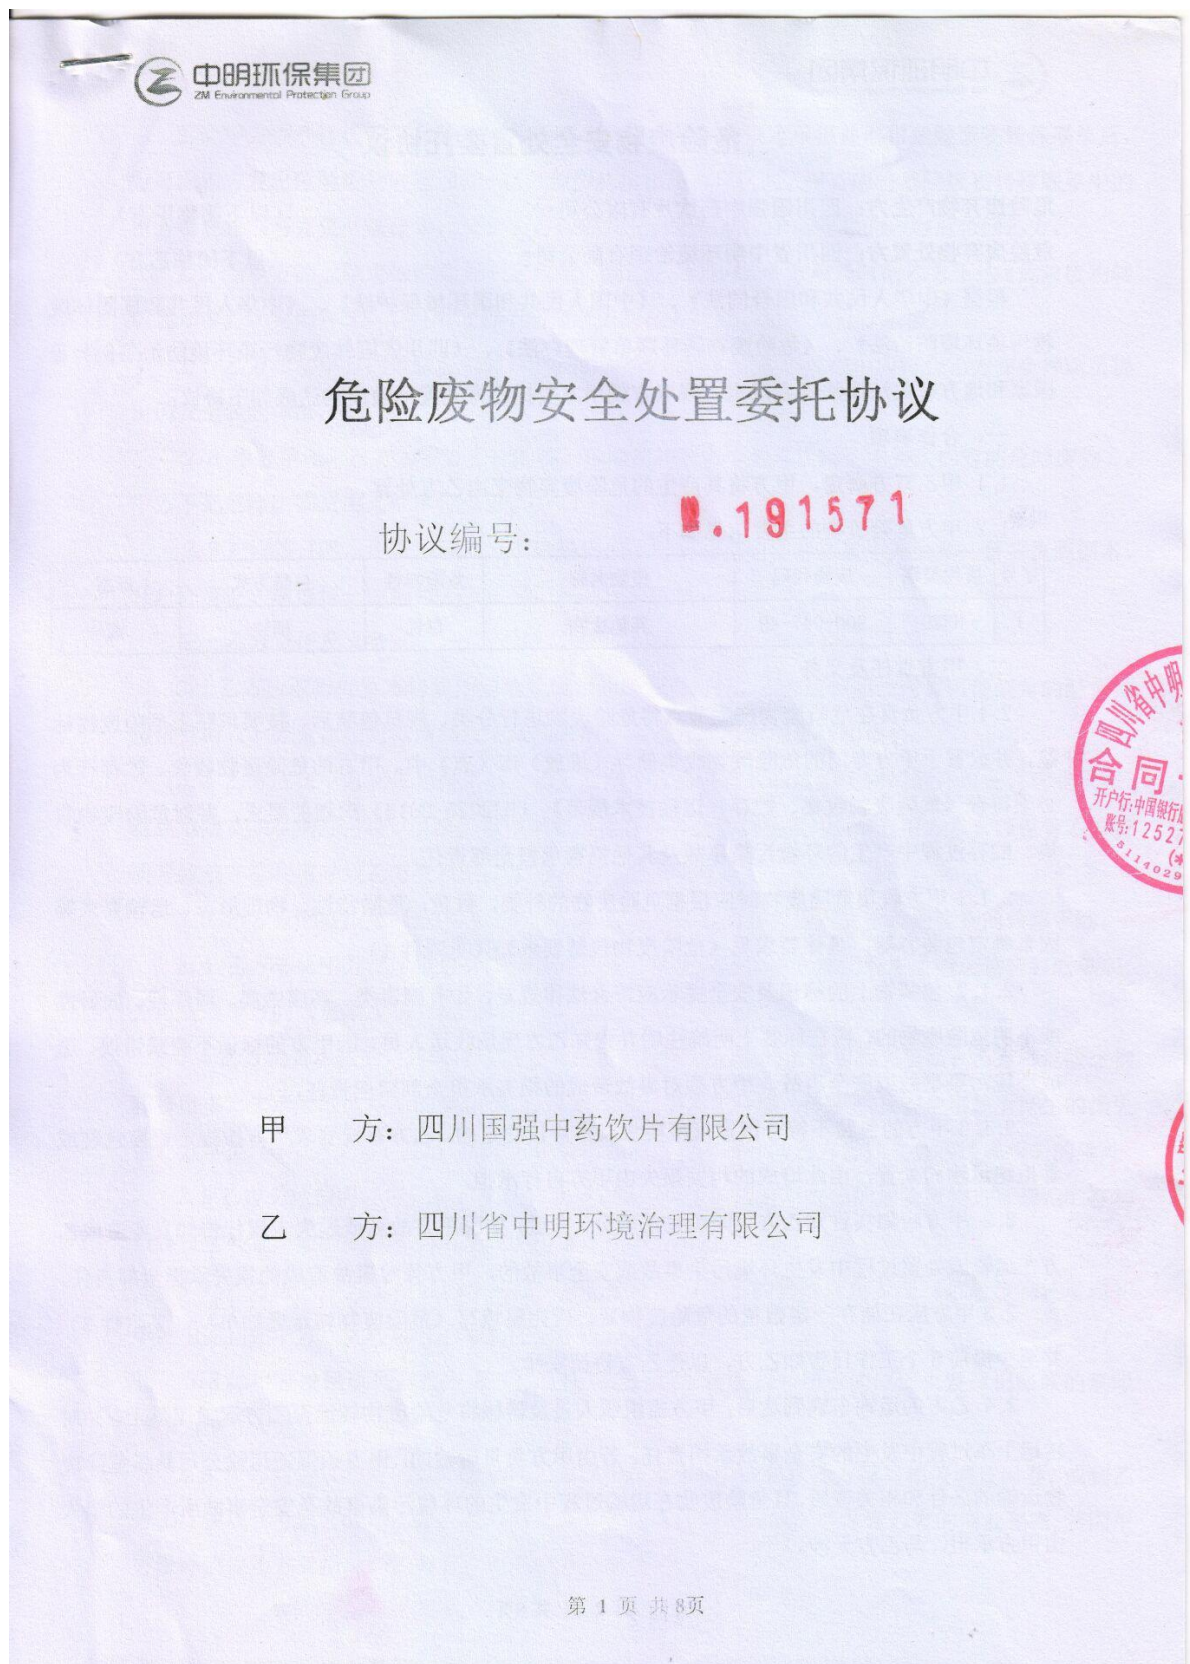 中明环保集团
ZM Environmental Protection Group
危险废物安全处置委托协议
协议编号:
.191571
四川省中明
合同
开户行:中国银行
账号:12527
5114029
甲 方: 四川国强中药饮片有限公司
乙 方: 四川省中明环境治理有限公司
第 1 页 共 8页